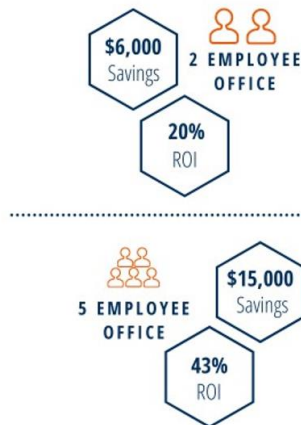 $6,000
Savings
2 EMPLOYEE
OFFICE
20%
ROI
5 EMPLOYEE
OFFICE
$15,000
Savings
43%
ROI